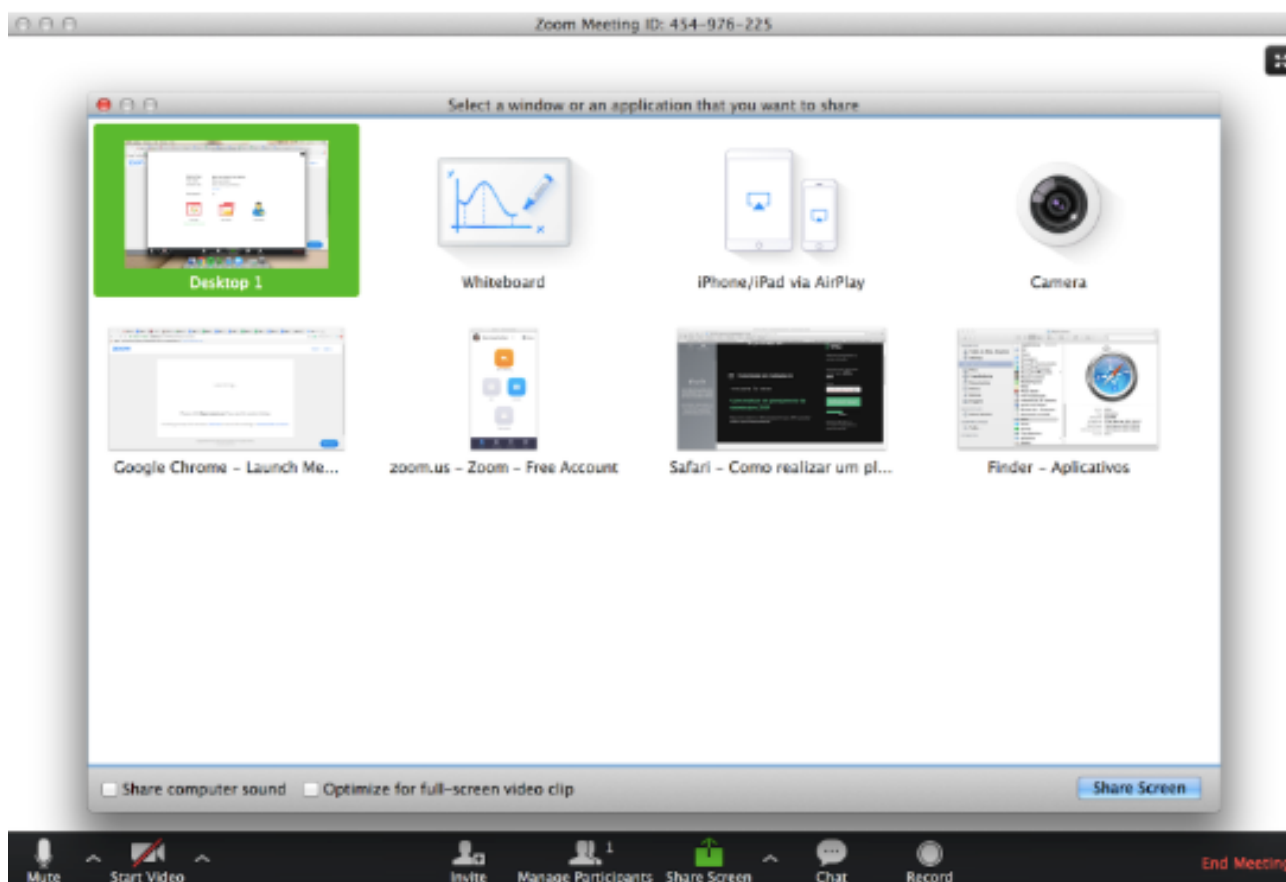 Zoom Meeting ID: 454-976-225
Select a window or an application that you want to share
Desktop 1
Whiteboard
iPhone/iPad via AirPlay
Camera
Google Chrome - Launch Me...
zoom.us - Zoom - Free Account
Safari - Como realizar um pl...
Finder - Aplicativos
Share computer sound
Optimize for full-screen video clip
Share Screen
1
Mute
Start Video
Invite
Manage Participants
Share Screen
Chat
Record
End Meeting